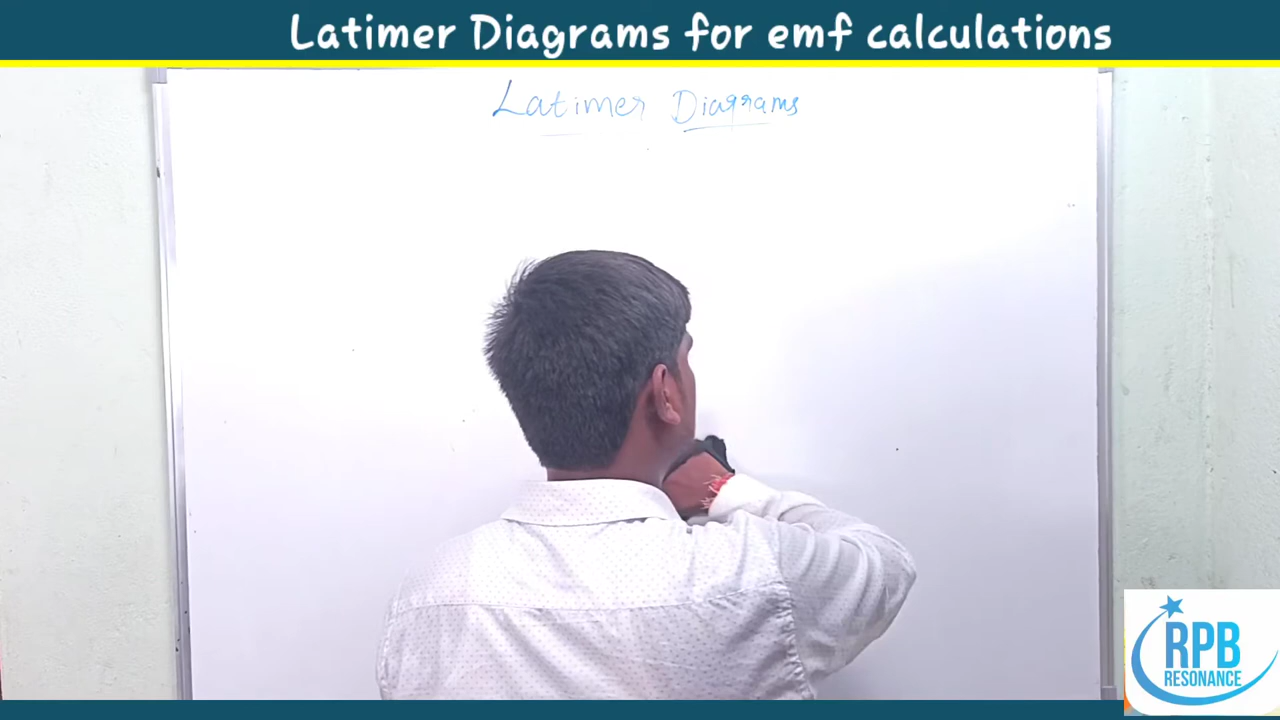 Latimer Diagrams for emf calculations
Latimer Diagrams
RPB
RESONANCE